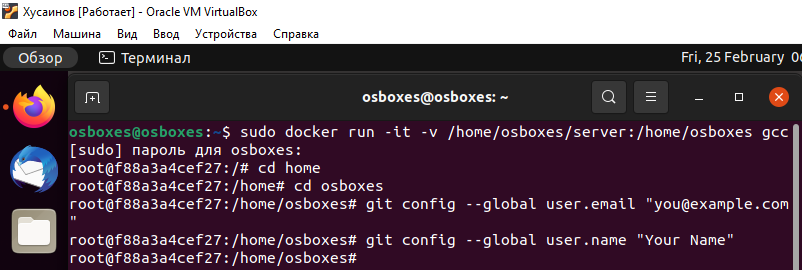 Хусаинов [Работает] - Oracle VM VirtualBox
Файл Машина Вид Ввод Устройства Справка
Обзор Терминал Fri, 25 February 06
osboxes@osboxes: ~
osboxes@osboxes:~$ sudo docker run -it -v /home/osboxes/server:/home/osboxes gcc
[sudo] пароль для osboxes:
root@f88a3a4cef27:/# cd home
root@f88a3a4cef27:/home# cd osboxes
root@f88a3a4cef27:/home/osboxes# git config --global user.email "you@example.com
"
root@f88a3a4cef27:/home/osboxes# git config --global user.name "Your Name"
root@f88a3a4cef27:/home/osboxes#